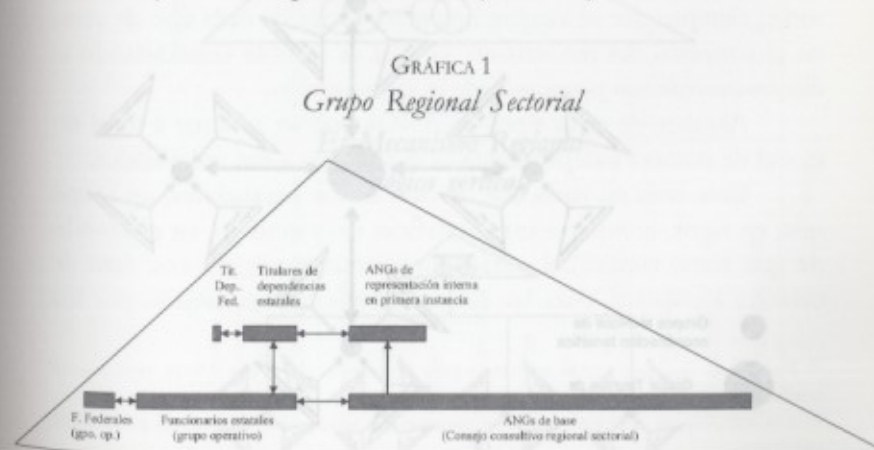 GRÁFICA 1
Grupo Regional Sectorial
Tit.
Dep.
Fed.
Titulares de
dependencias
estatales
ANGs de
representación interna
en primera instancia
F. Federales
(gpo. op.)
Funcionarios estatales
(grupo operativo)
ANGs de base
(Consejo consultivo regional sectorial)